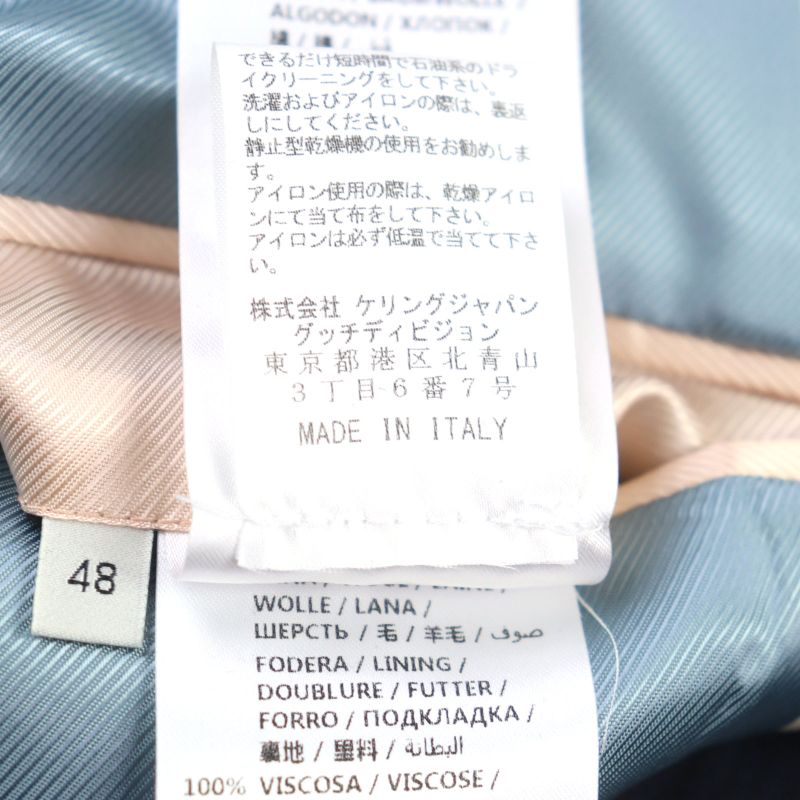 ALGODON / ХЛОПОК /
できるだけ短時間で石油系のドラ
イクリーニングをして下さい。
洗濯およびアイロンの際は、裏返
しにしてください。
静止型乾燥機の使用をお勧めしま
す。
アイロン使用の際は、乾燥アイロ
ンにて当て布をして下さい。
アイロンは必ず低温で当てて下さ
い。
株式会社 ケリングジャパン
グッチディビジョン
東京都港区北青山
3丁目6番7号
MADE IN ITALY
48
WOLLE / LANA /
ШЕРСТЬ / 毛 / 羊毛 / صوف /
FODERA / LINING /
DOUBLURE / FUTTER /
FORRO / ПОДКЛАДКА /
裏地 / 里料 / البطانة /
100% VISCOSA / VISCOSE /